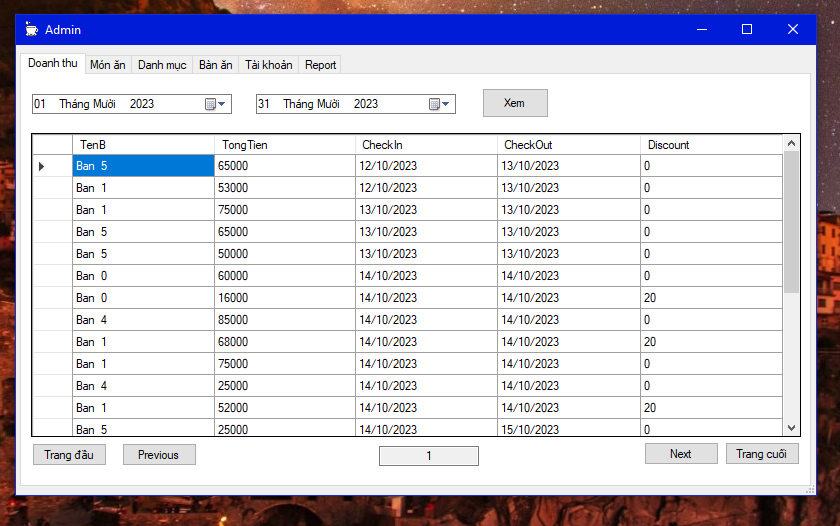 Admin
Doanh thu Món ăn Danh mục Bàn ăn Tài khoản Report
01 Tháng Mười 2023 31 Tháng Mười 2023 Xem
TenB TongTien CheckIn CheckOut Discount
Ban 5 65000 12/10/2023 13/10/2023 0
Ban 1 53000 12/10/2023 13/10/2023 0
Ban 1 75000 13/10/2023 13/10/2023 0
Ban 5 65000 13/10/2023 13/10/2023 0
Ban 5 50000 13/10/2023 13/10/2023 0
Ban 0 60000 14/10/2023 14/10/2023 0
Ban 0 16000 14/10/2023 14/10/2023 20
Ban 4 85000 14/10/2023 14/10/2023 0
Ban 1 68000 14/10/2023 14/10/2023 20
Ban 1 75000 14/10/2023 14/10/2023 0
Ban 4 25000 14/10/2023 14/10/2023 0
Ban 1 52000 14/10/2023 14/10/2023 20
Ban 5 25000 14/10/2023 15/10/2023 0
Trang đầu Previous 1 Next Trang cuối